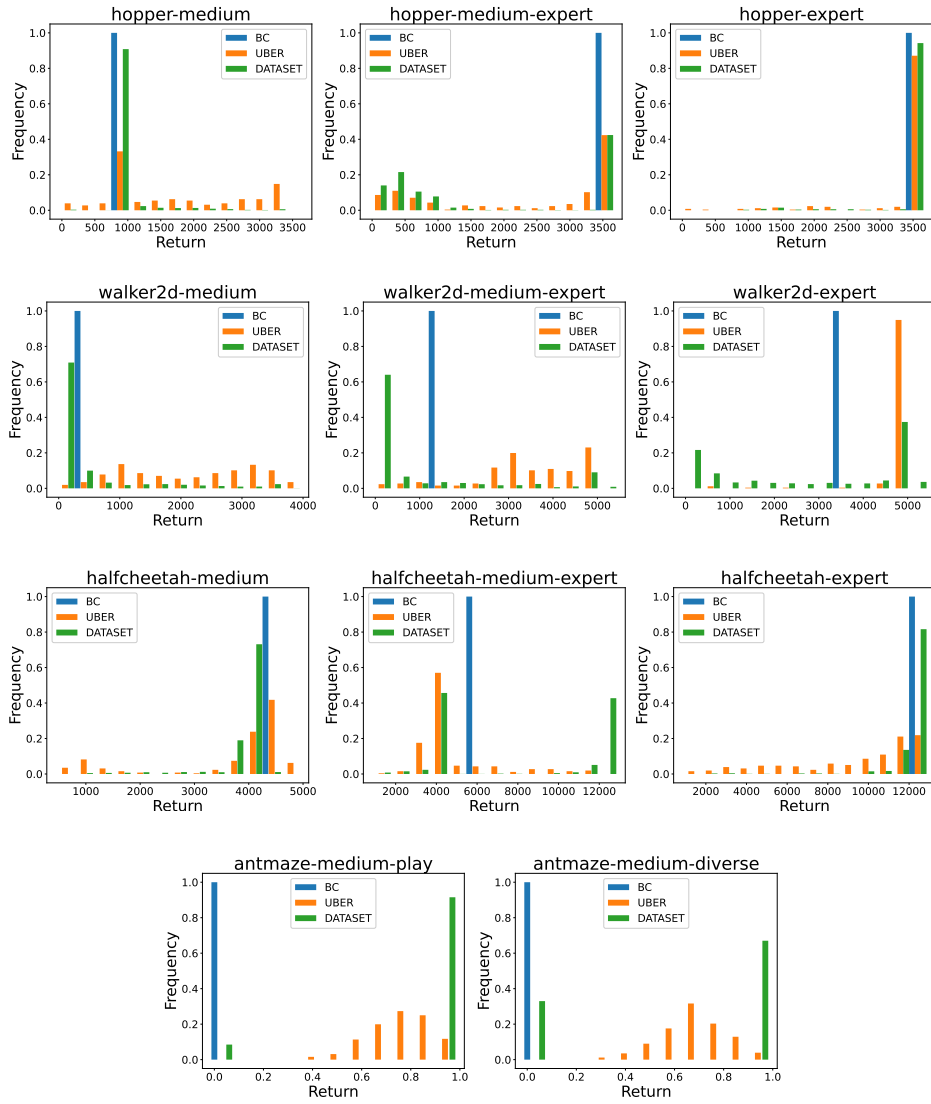 hopper-medium
1.0
0.8
0.6
0.4
0.2
0.0
Frequency
BC
UBER
DATASET
0 500 1000 1500 2000 2500 3000 3500
Return
hopper-medium-expert
1.0
0.8
0.6
0.4
0.2
0.0
Frequency
BC
UBER
DATASET
0 500 1000 1500 2000 2500 3000 3500
Return
hopper-expert
1.0
0.8
0.6
0.4
0.2
0.0
Frequency
BC
UBER
DATASET
0 500 1000 1500 2000 2500 3000 3500
Return
walker2d-medium
1.0
0.8
0.6
0.4
0.2
0.0
Frequency
BC
UBER
DATASET
0 1000 2000 3000 4000
Return
walker2d-medium-expert
1.0
0.8
0.6
0.4
0.2
0.0
Frequency
BC
UBER
DATASET
0 1000 2000 3000 4000 5000
Return
walker2d-expert
1.0
0.8
0.6
0.4
0.2
0.0
Frequency
BC
UBER
DATASET
0 1000 2000 3000 4000 5000
Return
halfcheetah-medium
1.0
0.8
0.6
0.4
0.2
0.0
Frequency
BC
UBER
DATASET
1000 2000 3000 4000 5000
Return
halfcheetah-medium-expert
1.0
0.8
0.6
0.4
0.2
0.0
Frequency
BC
UBER
DATASET
2000 4000 6000 8000 10000 12000
Return
halfcheetah-expert
1.0
0.8
0.6
0.4
0.2
0.0
Frequency
BC
UBER
DATASET
2000 4000 6000 8000 10000 12000
Return
antmaze-medium-play
1.0
0.8
0.6
0.4
0.2
0.0
Frequency
BC
UBER
DATASET
0.0 0.2 0.4 0.6 0.8 1.0
Return
antmaze-medium-diverse
1.0
0.8
0.6
0.4
0.2
0.0
Frequency
BC
UBER
DATASET
0.0 0.2 0.4 0.6 0.8 1.0
Return